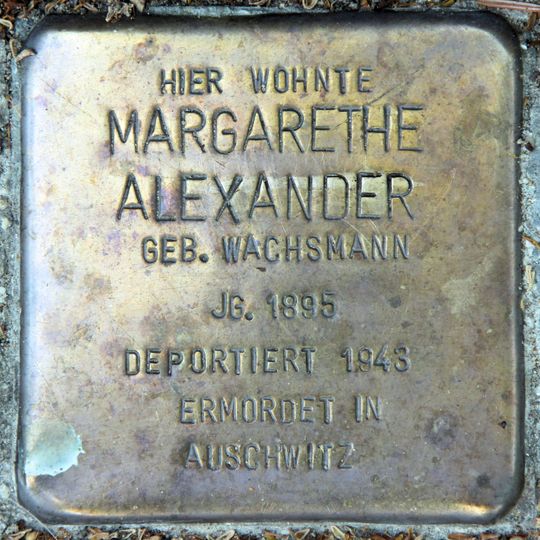 HIER WOHNTE
MARGARETHE
ALEXANDER
GEB. WACHSMANN
JG. 1895
DEPORTIERT 1943
ERMORDET IN
AUSCHWITZ